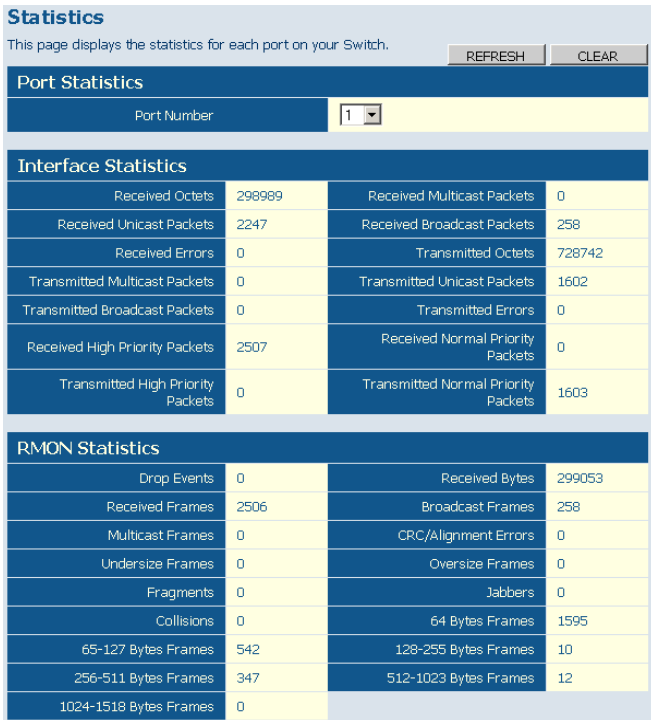 Statistics
This page displays the statistics for each port on your Switch.
REFRESH CLEAR
Port Statistics
Port Number 1
Interface Statistics
Received Octets 298989 Received Multicast Packets 0
Received Unicast Packets 2247 Received Broadcast Packets 258
Received Errors 0 Transmitted Octets 728742
Transmitted Multicast Packets 0 Transmitted Unicast Packets 1602
Transmitted Broadcast Packets 0 Transmitted Errors 0
Received High Priority Packets 2507 Received Normal Priority Packets 0
Transmitted High Priority Packets 0 Transmitted Normal Priority Packets 1603
RMON Statistics
Drop Events 0 Received Bytes 299053
Received Frames 2506 Broadcast Frames 258
Multicast Frames 0 CRC/Alignment Errors 0
Undersize Frames 0 Oversize Frames 0
Fragments 0 Jabbers 0
Collisions 0 64 Bytes Frames 1595
65-127 Bytes Frames 542 128-255 Bytes Frames 10
256-511 Bytes Frames 347 512-1023 Bytes Frames 12
1024-1518 Bytes Frames 0